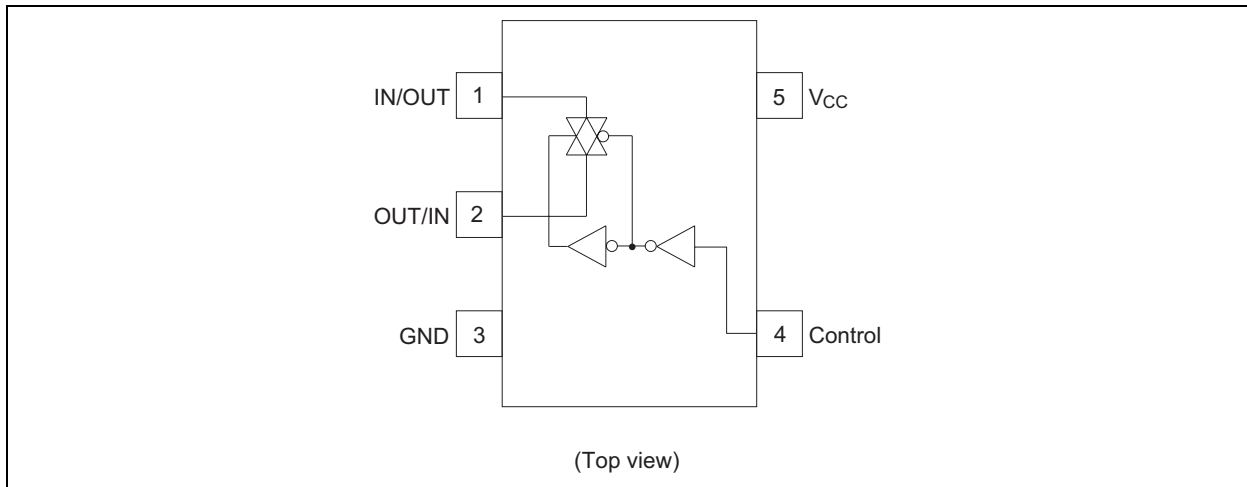 IN/OUT 1
5 VCC
OUT/IN 2
GND 3
4 Control
(Top view)